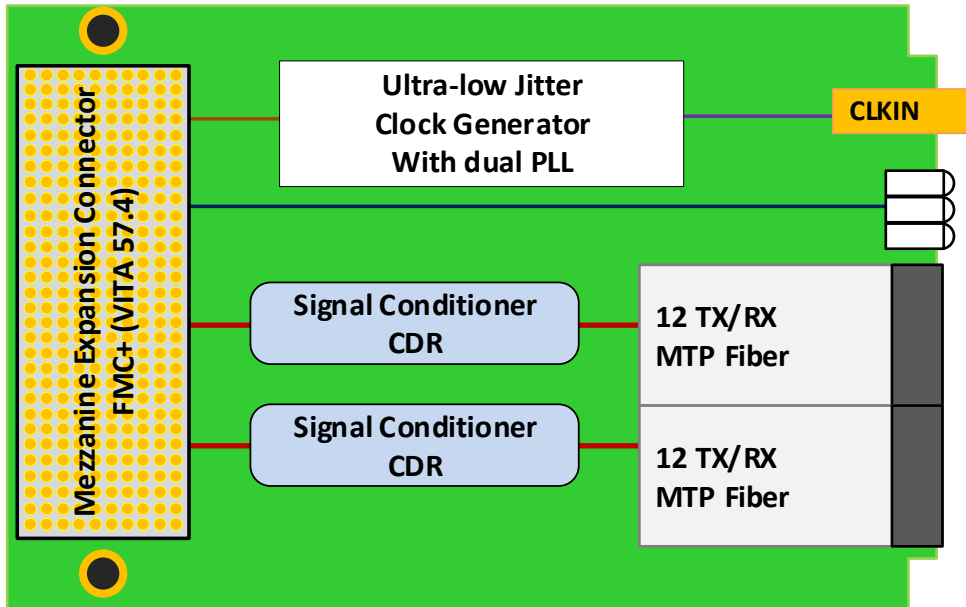 Mezzanine Expansion Connector
FMC+ (VITA 57.4)
Ultra-low Jitter
Clock Generator
With dual PLL
CLKIN
Signal Conditioner
CDR
12 TX/RX
MTP Fiber
Signal Conditioner
CDR
12 TX/RX
MTP Fiber